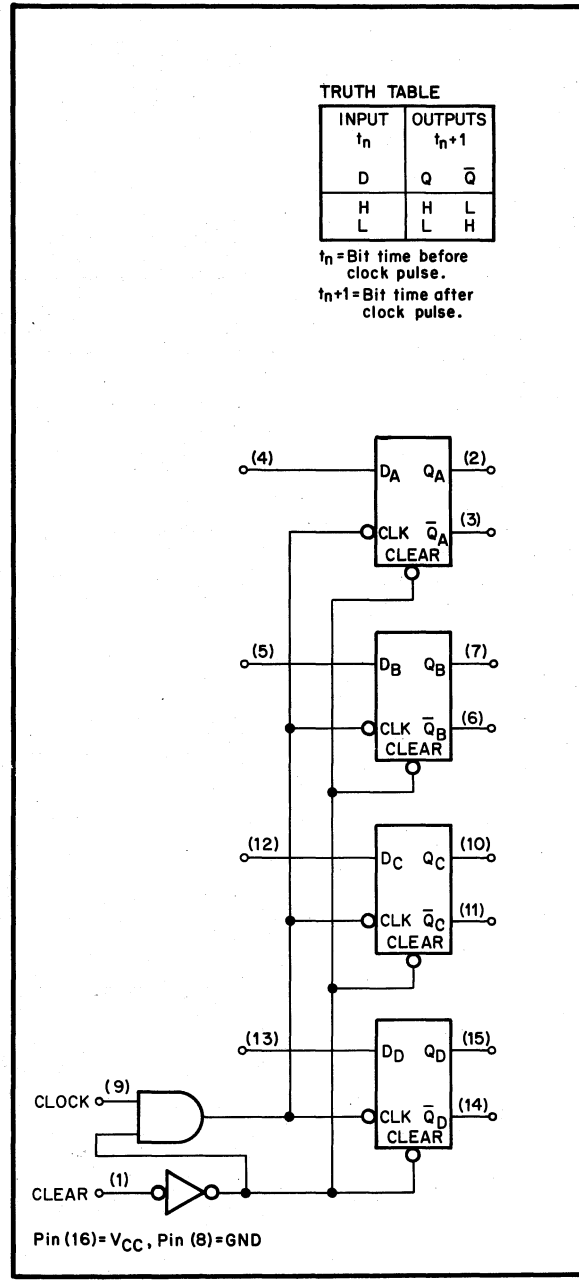 TRUTH TABLE
INPUT OUTPUTS
tn tn+1
D Q Q̄
H H L
L L H
tn=Bit time before
clock pulse.
tn+1=Bit time after
clock pulse.
(4) DA QA (2)
CLK Q̄A (3)
CLEAR
(5) DB QB (7)
CLK Q̄B (6)
CLEAR
(12) DC QC (10)
CLK Q̄C (11)
CLEAR
(13) DD QD (15)
CLOCK (9) CLK Q̄D (14)
CLEAR
CLEAR (1)
Pin (16)=VCC, Pin (8)=GND